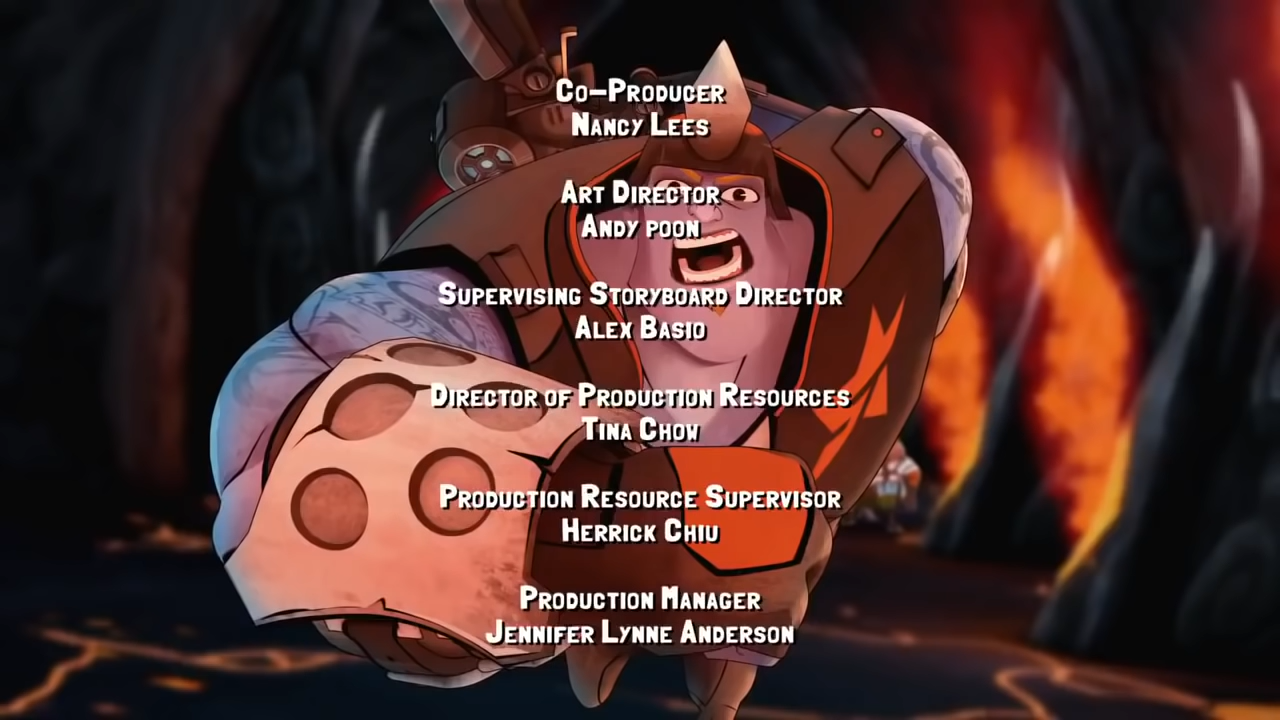 Co-Producer
Nancy Lees
Art Director
Andy poon
Supervising Storyboard Director
Alex Basio
Director of Production Resources
Tina Chow
Production Resource Supervisor
Herrick Chiu
Production Manager
Jennifer Lynne Anderson